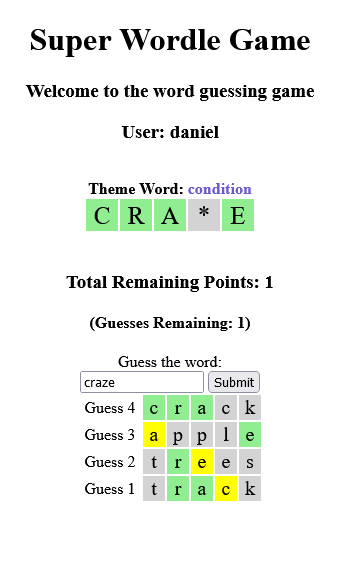 Super Wordle Game
Welcome to the word guessing game
User: daniel
Theme Word: condition
C R A * E
Total Remaining Points: 1
(Guesses Remaining: 1)
Guess the word:
craze Submit
Guess 4 c r a c k
Guess 3 a p p l e
Guess 2 t r e e s
Guess 1 t r a c k